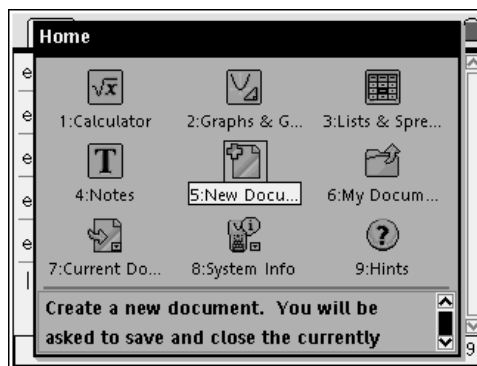 Home
1:Calculator
2:Graphs & G...
3:Lists & Spre...
4:Notes
5:New Docu...
6:My Docum...
7:Current Do...
8:System Info
9:Hints
Create a new document. You will be
asked to save and close the currently